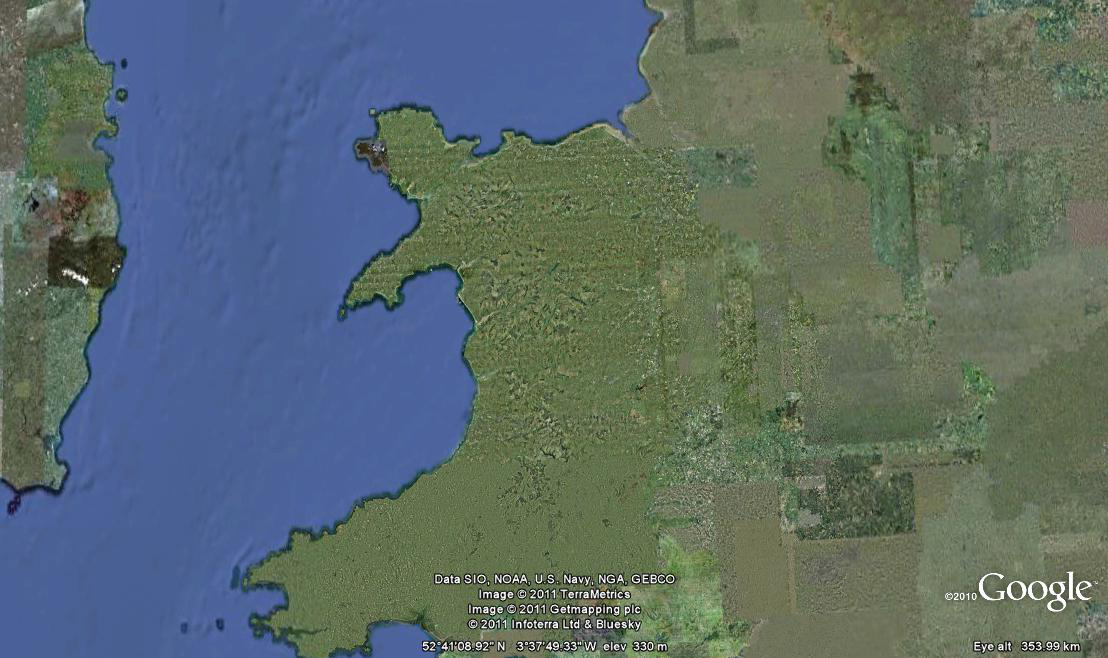 Data SIO, NOAA, U.S. Navy, NGA, GEBCO
Image © 2011 TerraMetrics
Image © 2011 Getmapping plc
© 2011 Infoterra Ltd & Bluesky
©2010 Google™
52°41'08.92" N 3°37'49.33" W elev 330 m
Eye alt 353.99 km